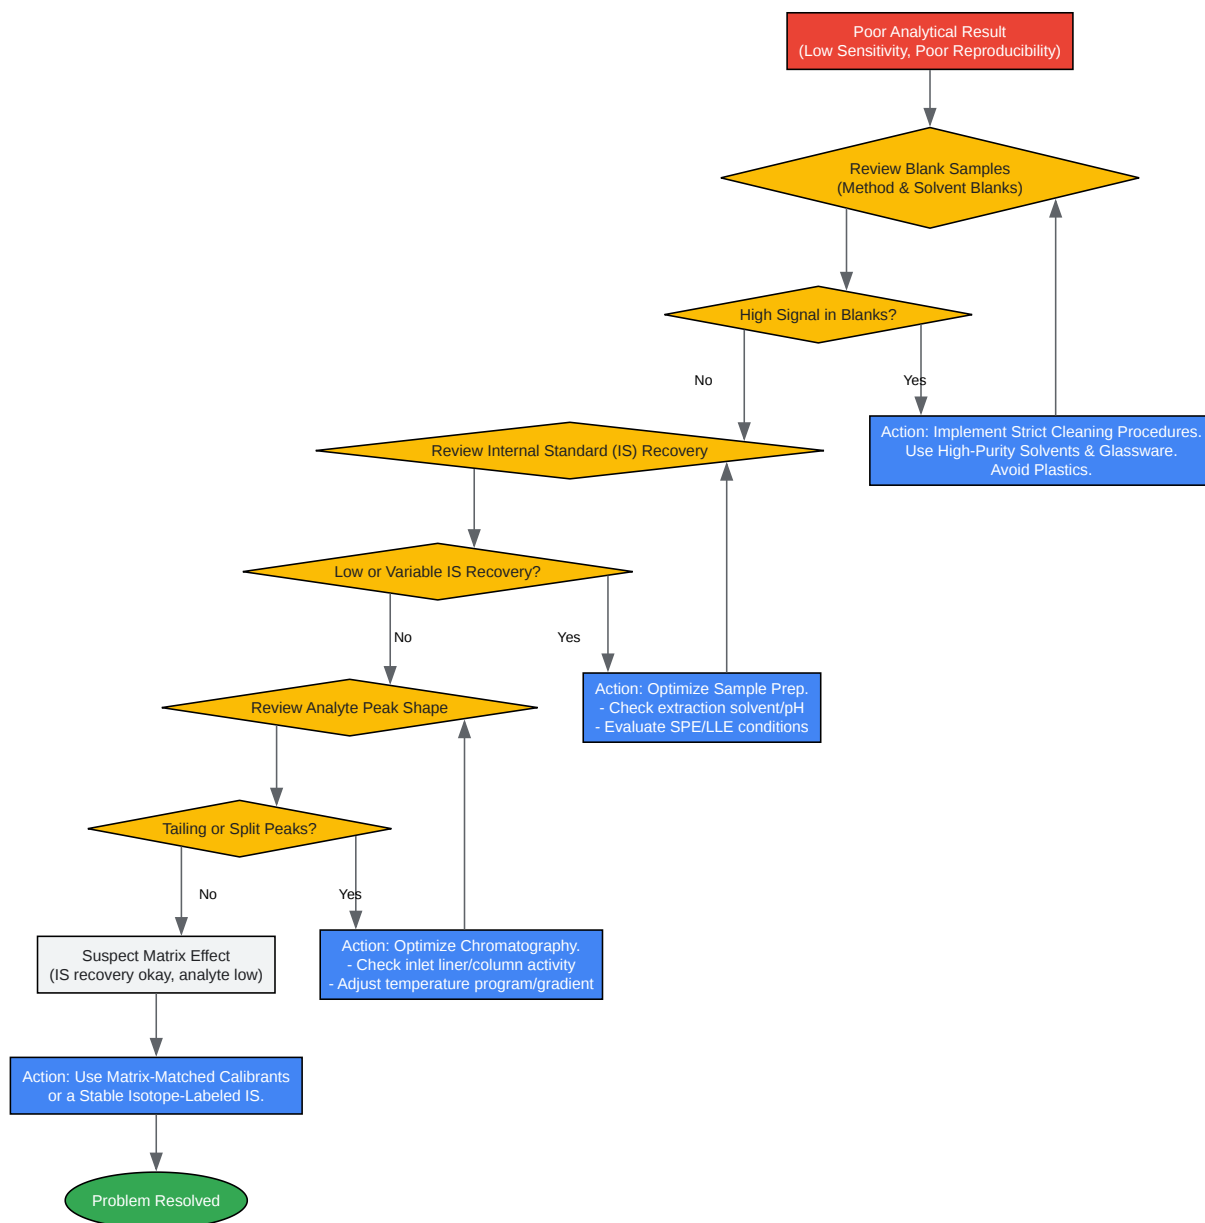 Poor Analytical Result
(Low Sensitivity, Poor Reproducibility)
Review Blank Samples
(Method & Solvent Blanks)
High Signal in Blanks?
No
Yes
Action: Implement Strict Cleaning Procedures.
Use High-Purity Solvents & Glassware.
Avoid Plastics.
Review Internal Standard (IS) Recovery
Low or Variable IS Recovery?
No
Yes
Action: Optimize Sample Prep.
- Check extraction solvent/pH
- Evaluate SPE/LLE conditions
Review Analyte Peak Shape
Tailing or Split Peaks?
No
Yes
Action: Optimize Chromatography.
- Check inlet liner/column activity
- Adjust temperature program/gradient
Suspect Matrix Effect
(IS recovery okay, analyte low)
Action: Use Matrix-Matched Calibrants
or a Stable Isotope-Labeled IS.
Problem Resolved